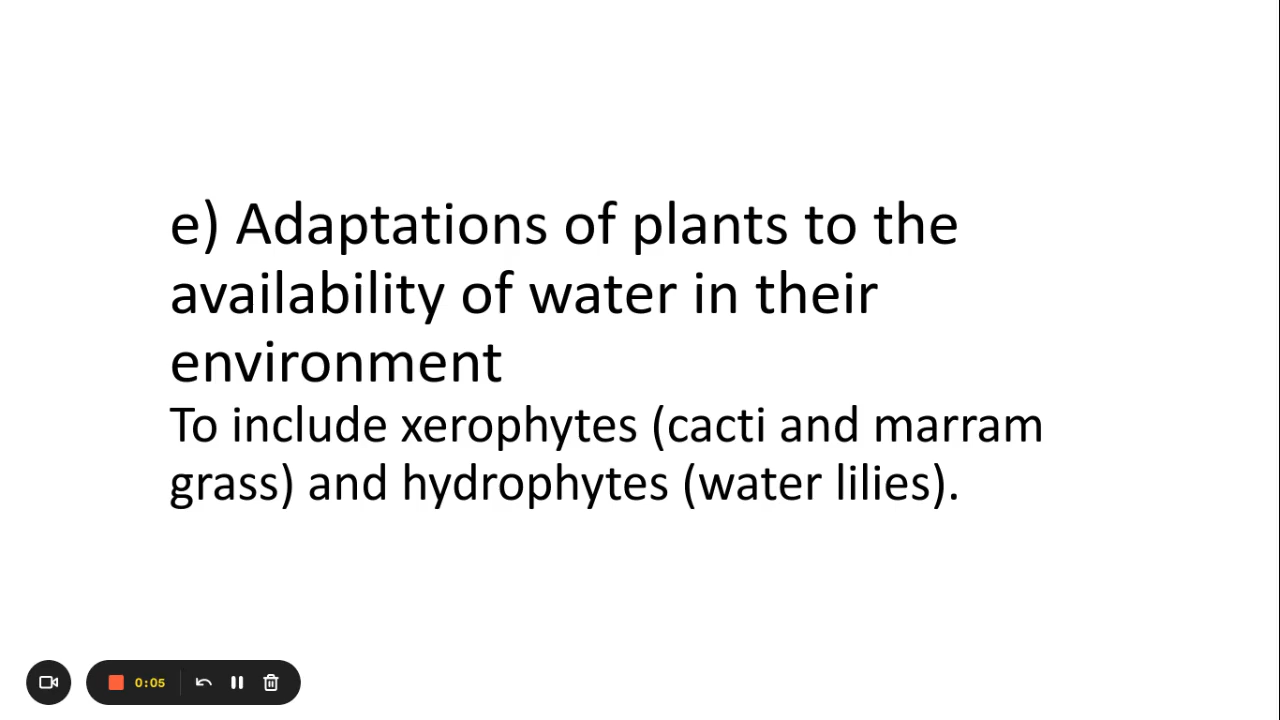 e) Adaptations of plants to the
availability of water in their
environment
To include xerophytes (cacti and marram
grass) and hydrophytes (water lilies).
0:05